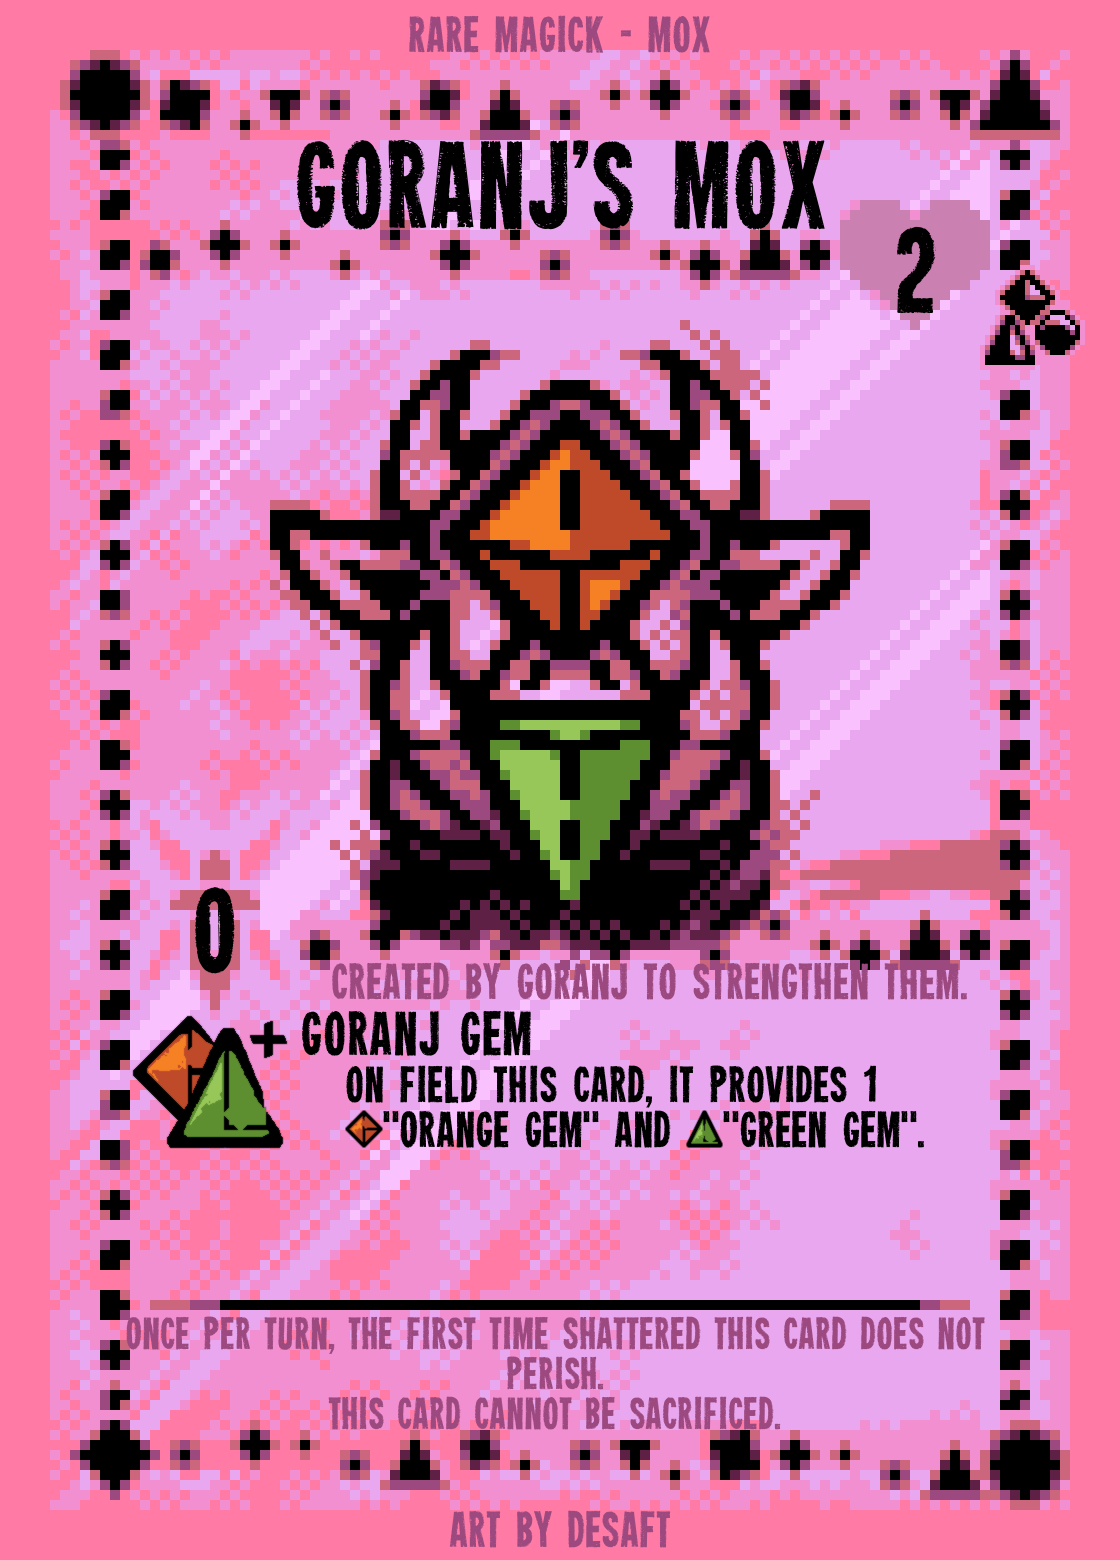 RARE MAGICK - MOX
GORANJ'S MOX
2
0
CREATED BY GORANJ TO STRENGTHEN THEM.
+ GORANJ GEM
ON FIELD THIS CARD, IT PROVIDES 1
"ORANGE GEM" AND "GREEN GEM".
ONCE PER TURN, THE FIRST TIME SHATTERED THIS CARD DOES NOT
PERISH.
THIS CARD CANNOT BE SACRIFICED.
ART BY DESAFT